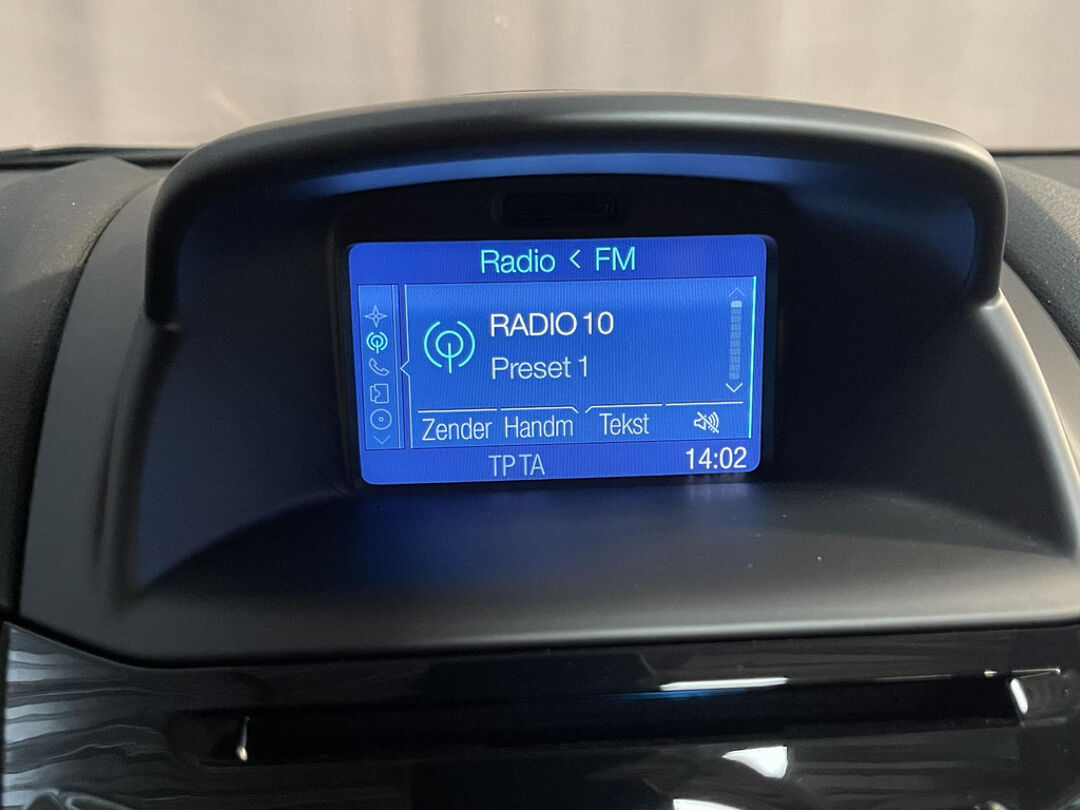 Radio < FM
RADIO 10
Preset 1
Zender Handm Tekst
TP TA 14:02